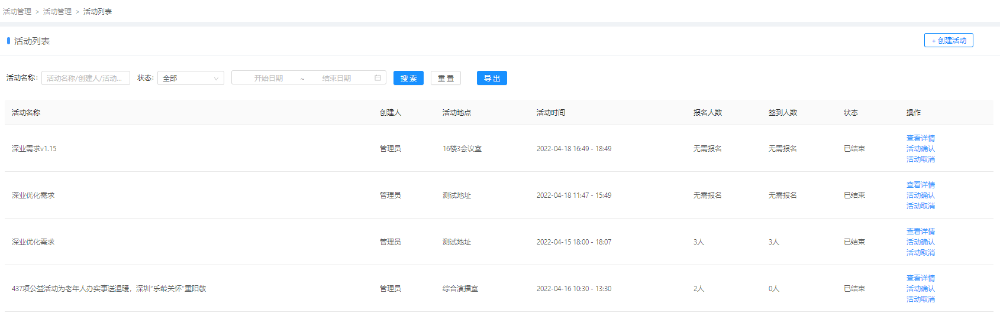 活动管理 > 活动管理 > 活动列表
活动列表
+ 创建活动
活动名称: 活动名称/创建人/活动... 状态: 全部 开始日期 ~ 结束日期 搜索 重置 导出
活动名称 创建人 活动地点 活动时间 报名人数 签到人数 状态 操作
深业需求v1.15 管理员 16楼3会议室 2022-04-18 16:49 - 18:49 无需报名 无需报名 已结束 查看详情
活动确认
活动取消
深业优化需求 管理员 测试地址 2022-04-18 11:47 - 15:49 无需报名 无需报名 已结束 查看详情
活动确认
活动取消
深业优化需求 管理员 测试地址 2022-04-15 18:00 - 18:07 3人 3人 已结束 查看详情
活动确认
活动取消
437项公益活动为老年人办实事送温暖，深圳“乐龄关怀”重阳敬 管理员 综合演播室 2022-04-16 10:30 - 13:30 2人 0人 已结束 查看详情
活动确认
活动取消